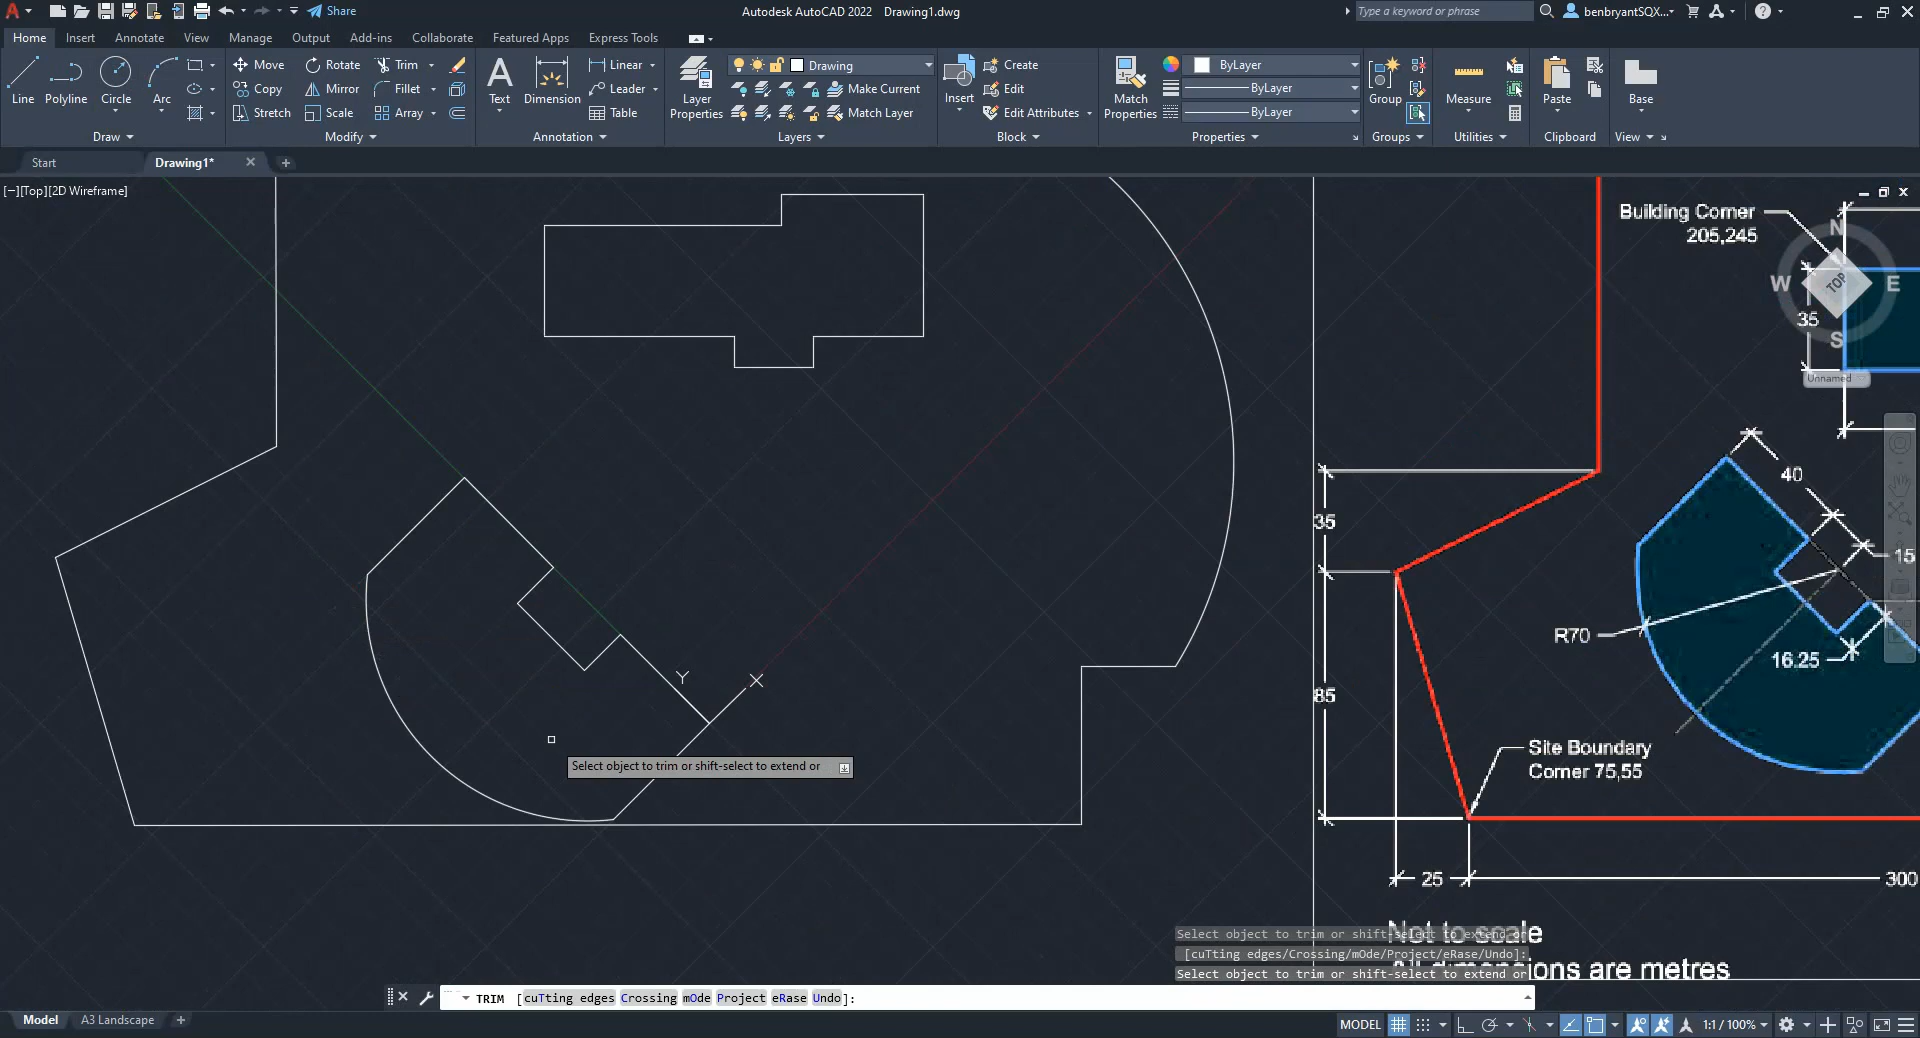 Share
Autodesk AutoCAD 2022 Drawing1.dwg
Type a keyword or phrase
benbryantSQX...
Home Insert Annotate View Manage Output Add-ins Collaborate Featured Apps Express Tools
Line Polyline Circle Arc
Draw
Move Rotate Trim
Copy Mirror Fillet
Stretch Scale Array
Modify
Text Dimension
Linear
Leader
Table
Annotation
Layer Properties
Drawing
Make Current
Match Layer
Layers
Insert
Create
Edit
Edit Attributes
Block
Match Properties
ByLayer
ByLayer
ByLayer
Properties
Group
Groups
Measure
Utilities
Paste
Clipboard
Base
View
Start Drawing1*
[−][Top][2D Wireframe]
Building Corner
205,245
N
W TOP E
S
35
Unnamed
40
15
35
R70
16.25
85
Site Boundary
Corner 75,55
25
300
Y X
Select object to trim or shift-select to extend or
Not to scale
All dimensions are metres
Select object to trim or shift-select to extend or
[cuTting edges/Crossing/mOde/Project/eRase/Undo]:
Select object to trim or shift-select to extend or
TRIM [cuTting edges Crossing mOde Project eRase Undo]:
Model A3 Landscape
MODEL 1:1 / 100%